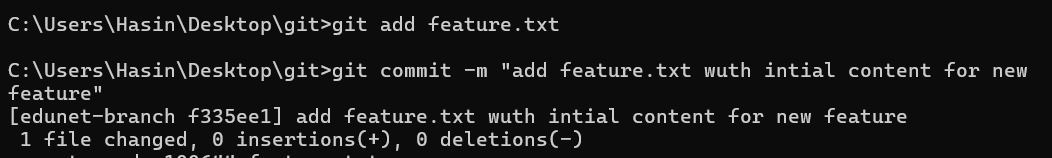 C:\Users\Hasin\Desktop\git>git add feature.txt
C:\Users\Hasin\Desktop\git>git commit -m "add feature.txt wuth intial content for new
feature"
[edunet-branch f335ee1] add feature.txt wuth intial content for new feature
1 file changed, 0 insertions(+), 0 deletions(-)